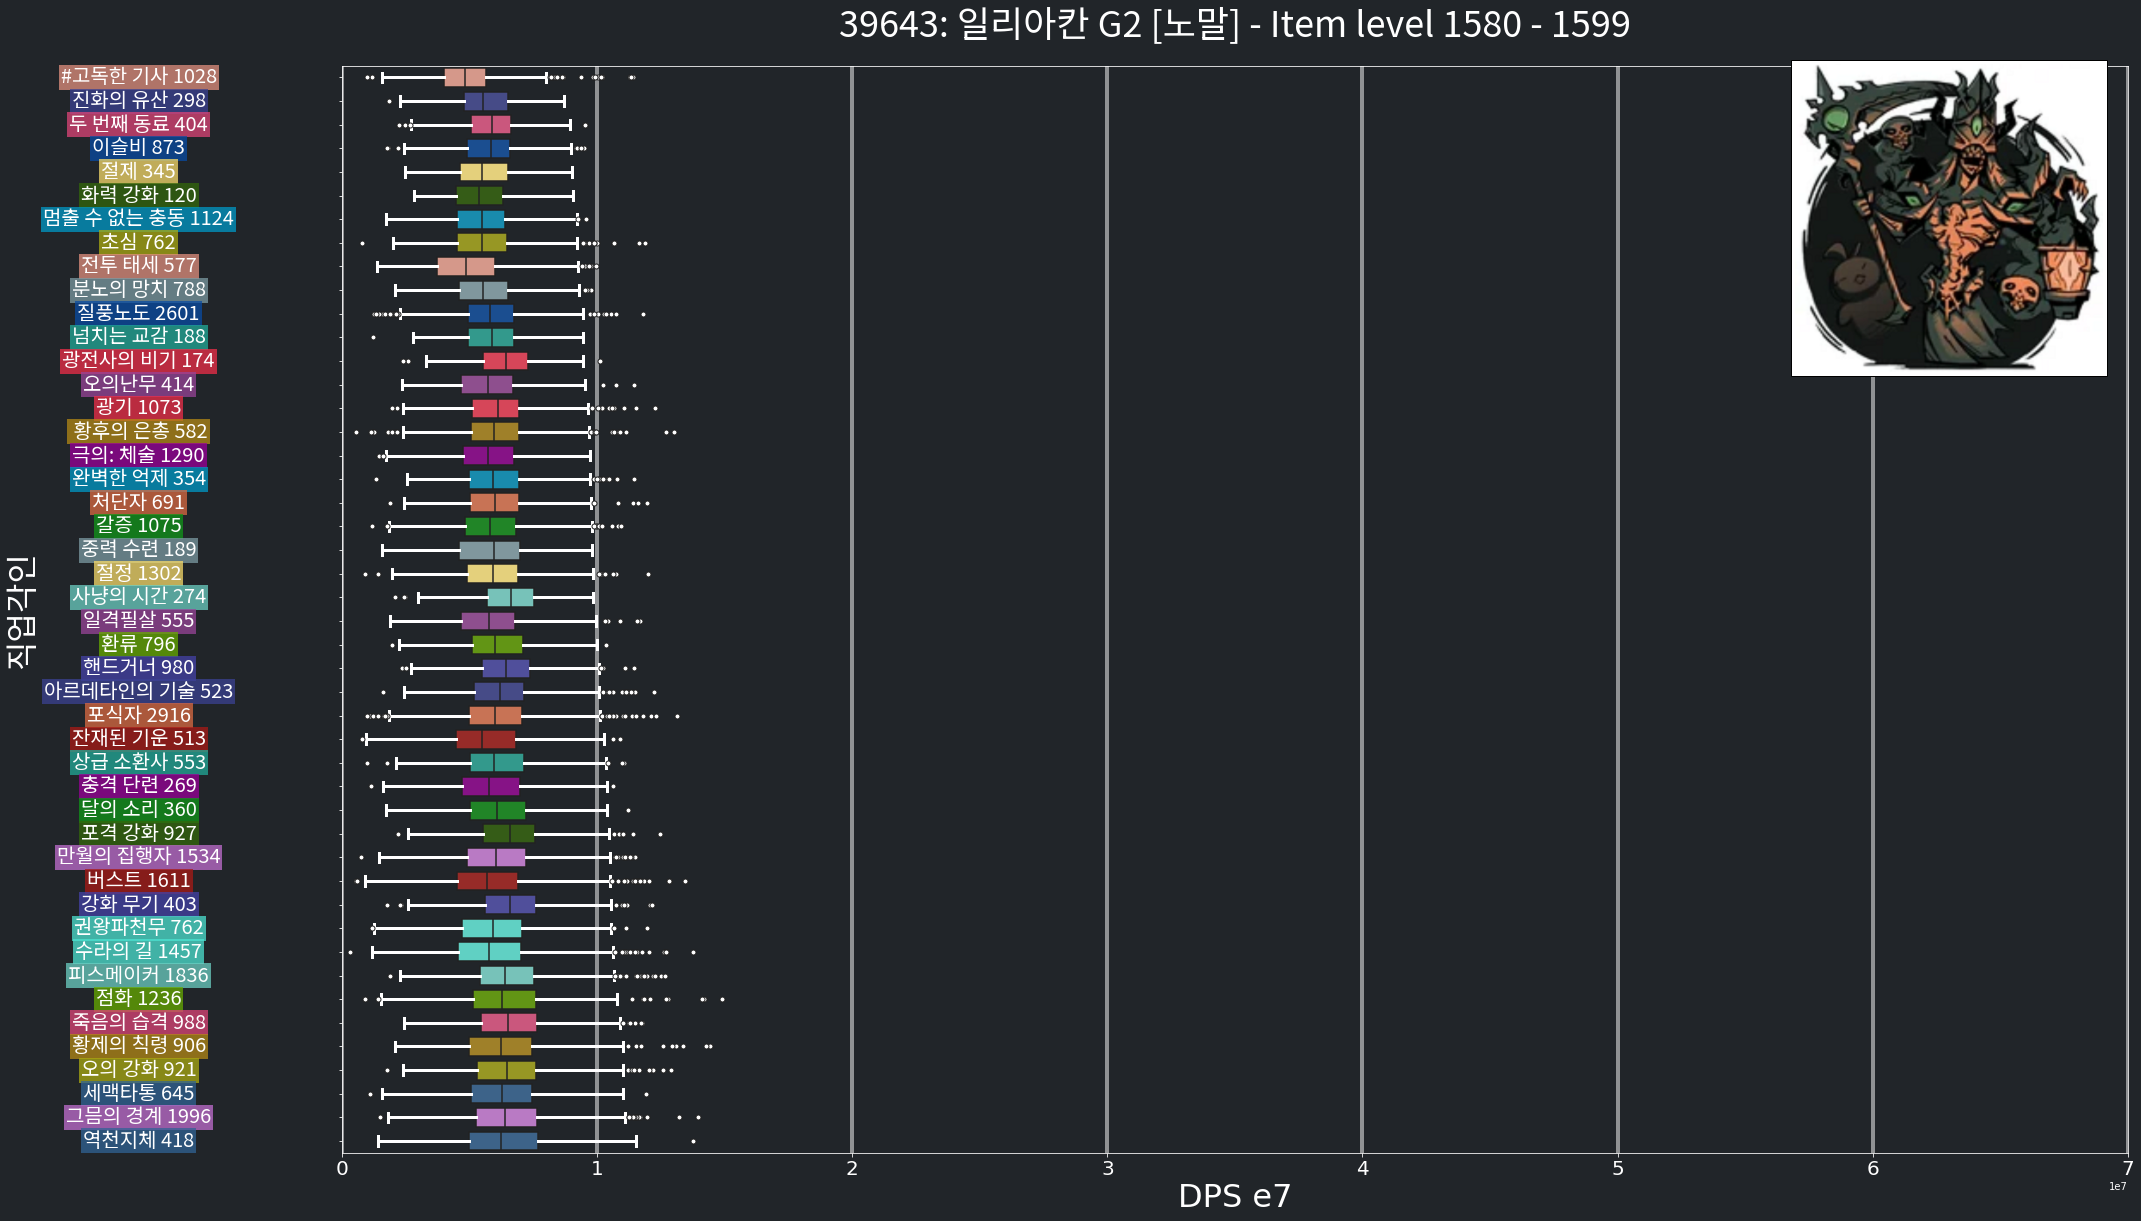 39643: 일리아칸 G2 [노말] - Item level 1580 - 1599
직업각인
#고독한 기사 1028
진화의 유산 298
두 번째 동료 404
이슬비 873
절제 345
화력 강화 120
멈출 수 없는 충동 1124
초심 762
전투 태세 577
분노의 망치 788
질풍노도 2601
넘치는 교감 188
광전사의 비기 174
오의난무 414
광기 1073
황후의 은총 582
극의: 체술 1290
완벽한 억제 354
처단자 691
갈증 1075
중력 수련 189
절정 1302
사냥의 시간 274
일격필살 555
환류 796
핸드거너 980
아르데타인의 기술 523
포식자 2916
잔재된 기운 513
상급 소환사 553
충격 단련 269
달의 소리 360
포격 강화 927
만월의 집행자 1534
버스트 1611
강화 무기 403
권왕파천무 762
수라의 길 1457
피스메이커 1836
점화 1236
죽음의 습격 988
황제의 칙령 906
오의 강화 921
세맥타통 645
그믐의 경계 1996
역천지체 418
0 1 2 3 4 5 6 7
1e7
DPS e7